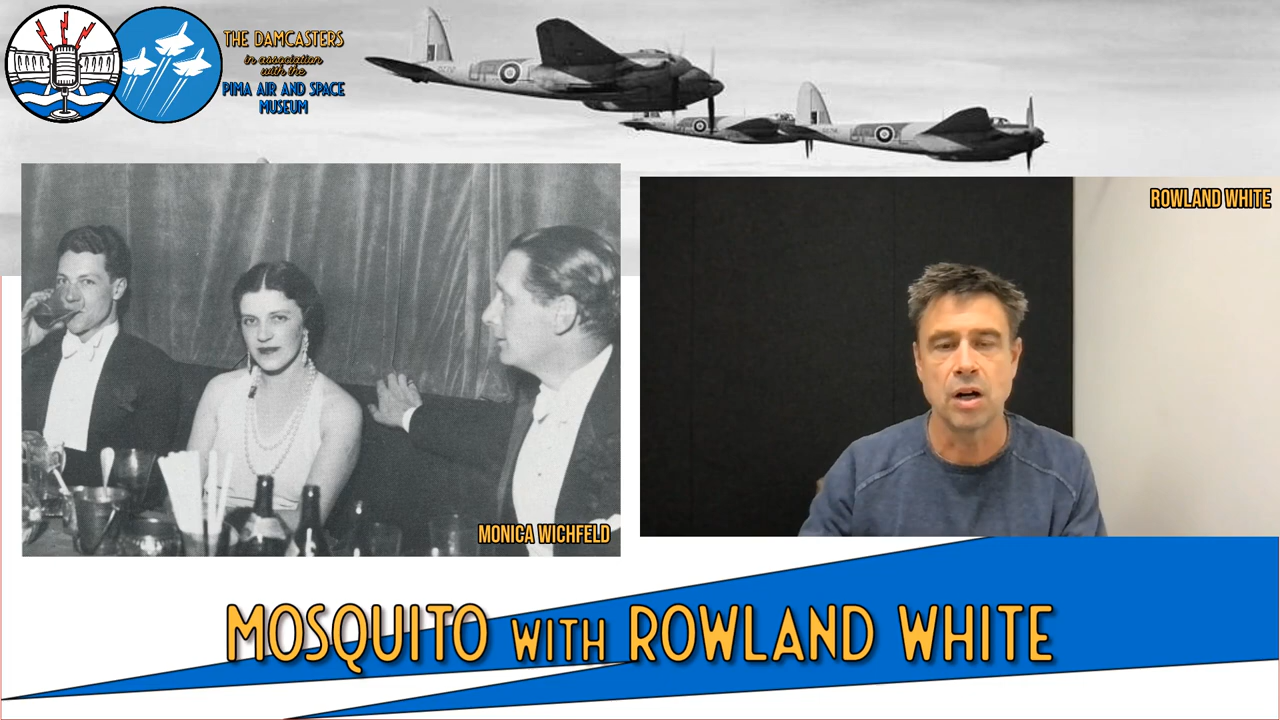 THE DAMCASTERS
in association
with the
PIMA AIR AND SPACE
MUSEUM
ROWLAND WHITE
MONICA WICHFELD
MOSQUITO WITH ROWLAND WHITE